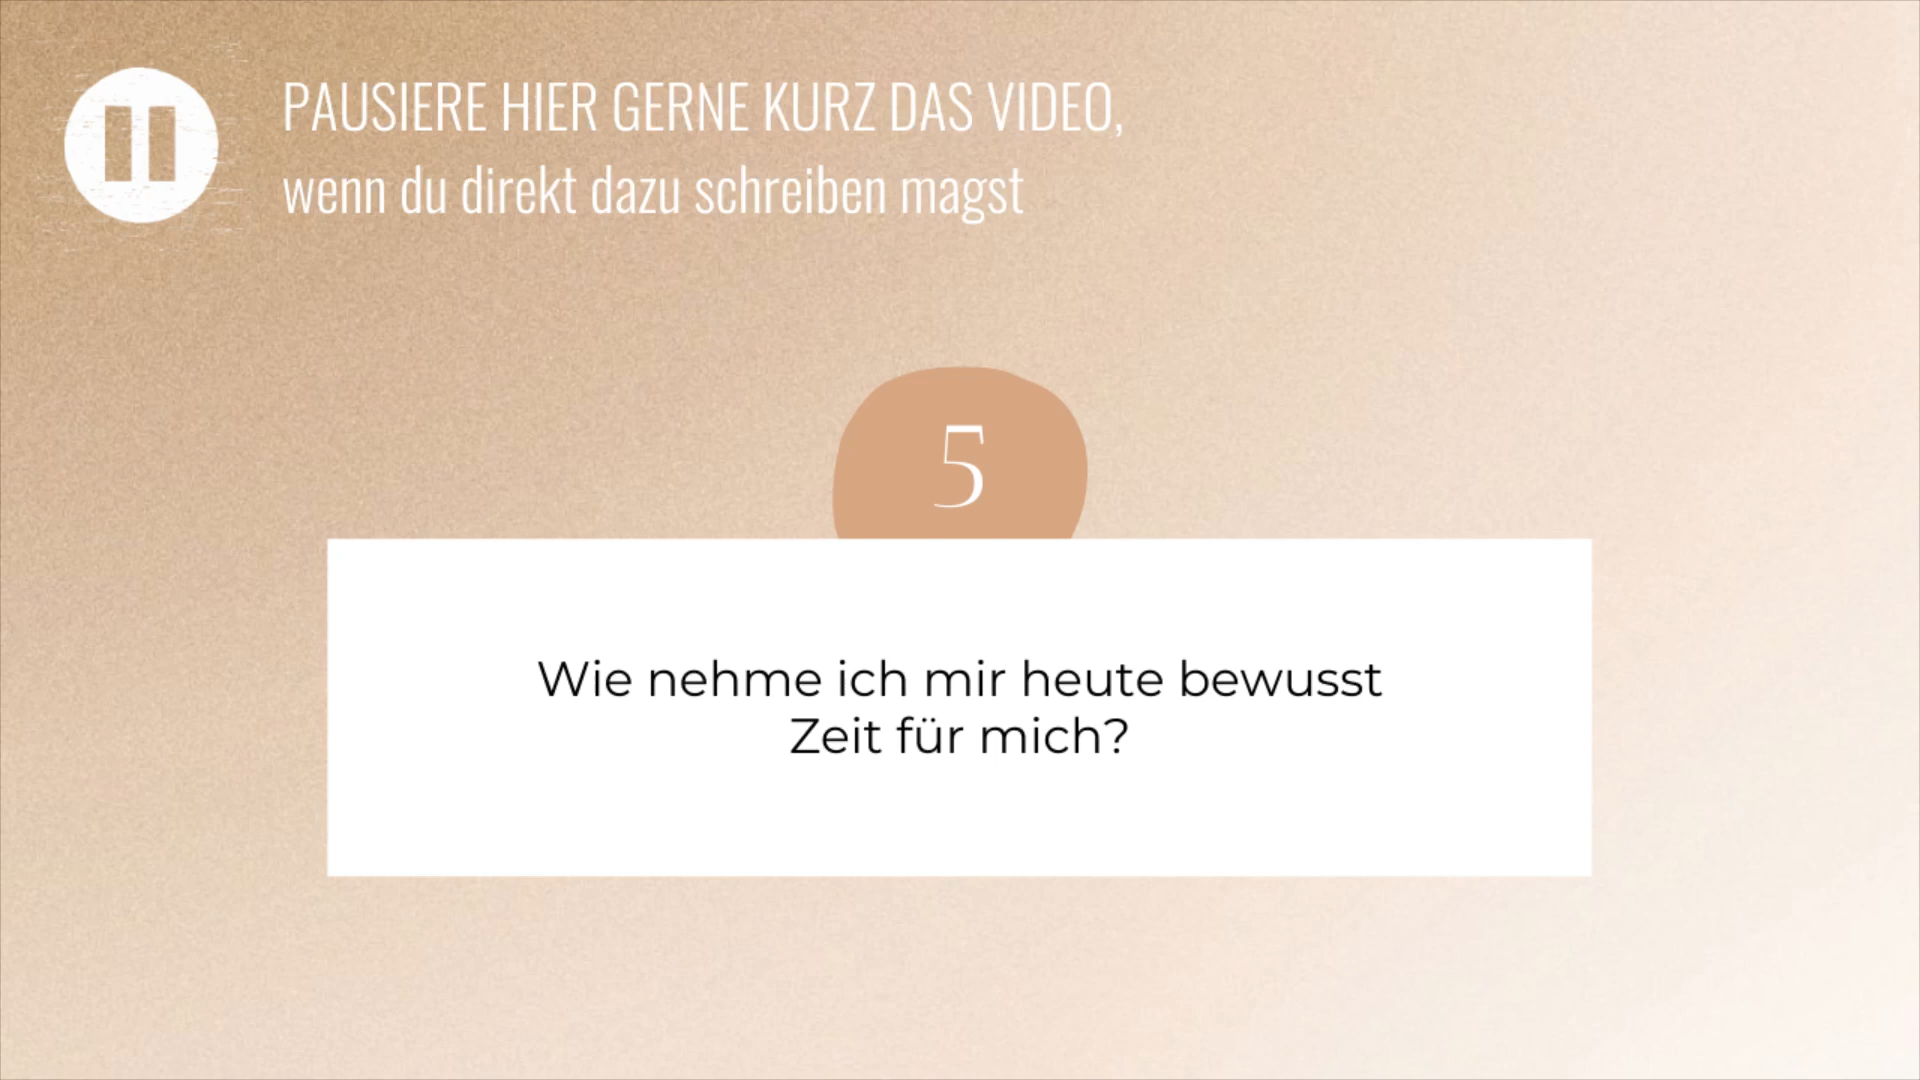 PAUSIERE HIER GERNE KURZ DAS VIDEO,
wenn du direkt dazu schreiben magst
5
Wie nehme ich mir heute bewusst
Zeit für mich?